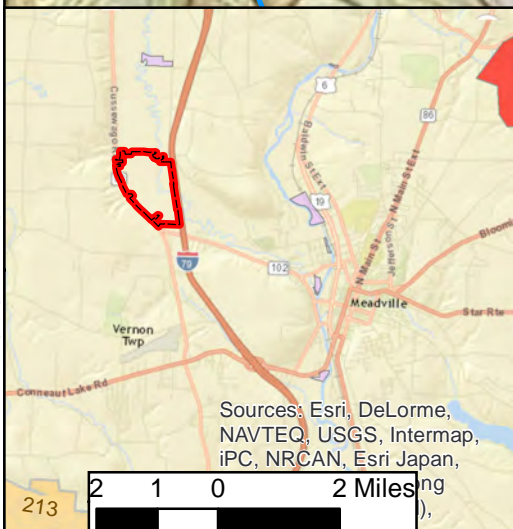 6
86
Cussewago
Baldwin St Ext
N Main St Ext
19
N Main St
Jefferson
Bloomi
102
79
Meadville
Star Rte
Vernon
Twp
Conneaut Lake Rd
Sources: Esri, DeLorme,
NAVTEQ, USGS, Intermap,
iPC, NRCAN, Esri Japan,
ong
),
213
2 1 0 2 Miles